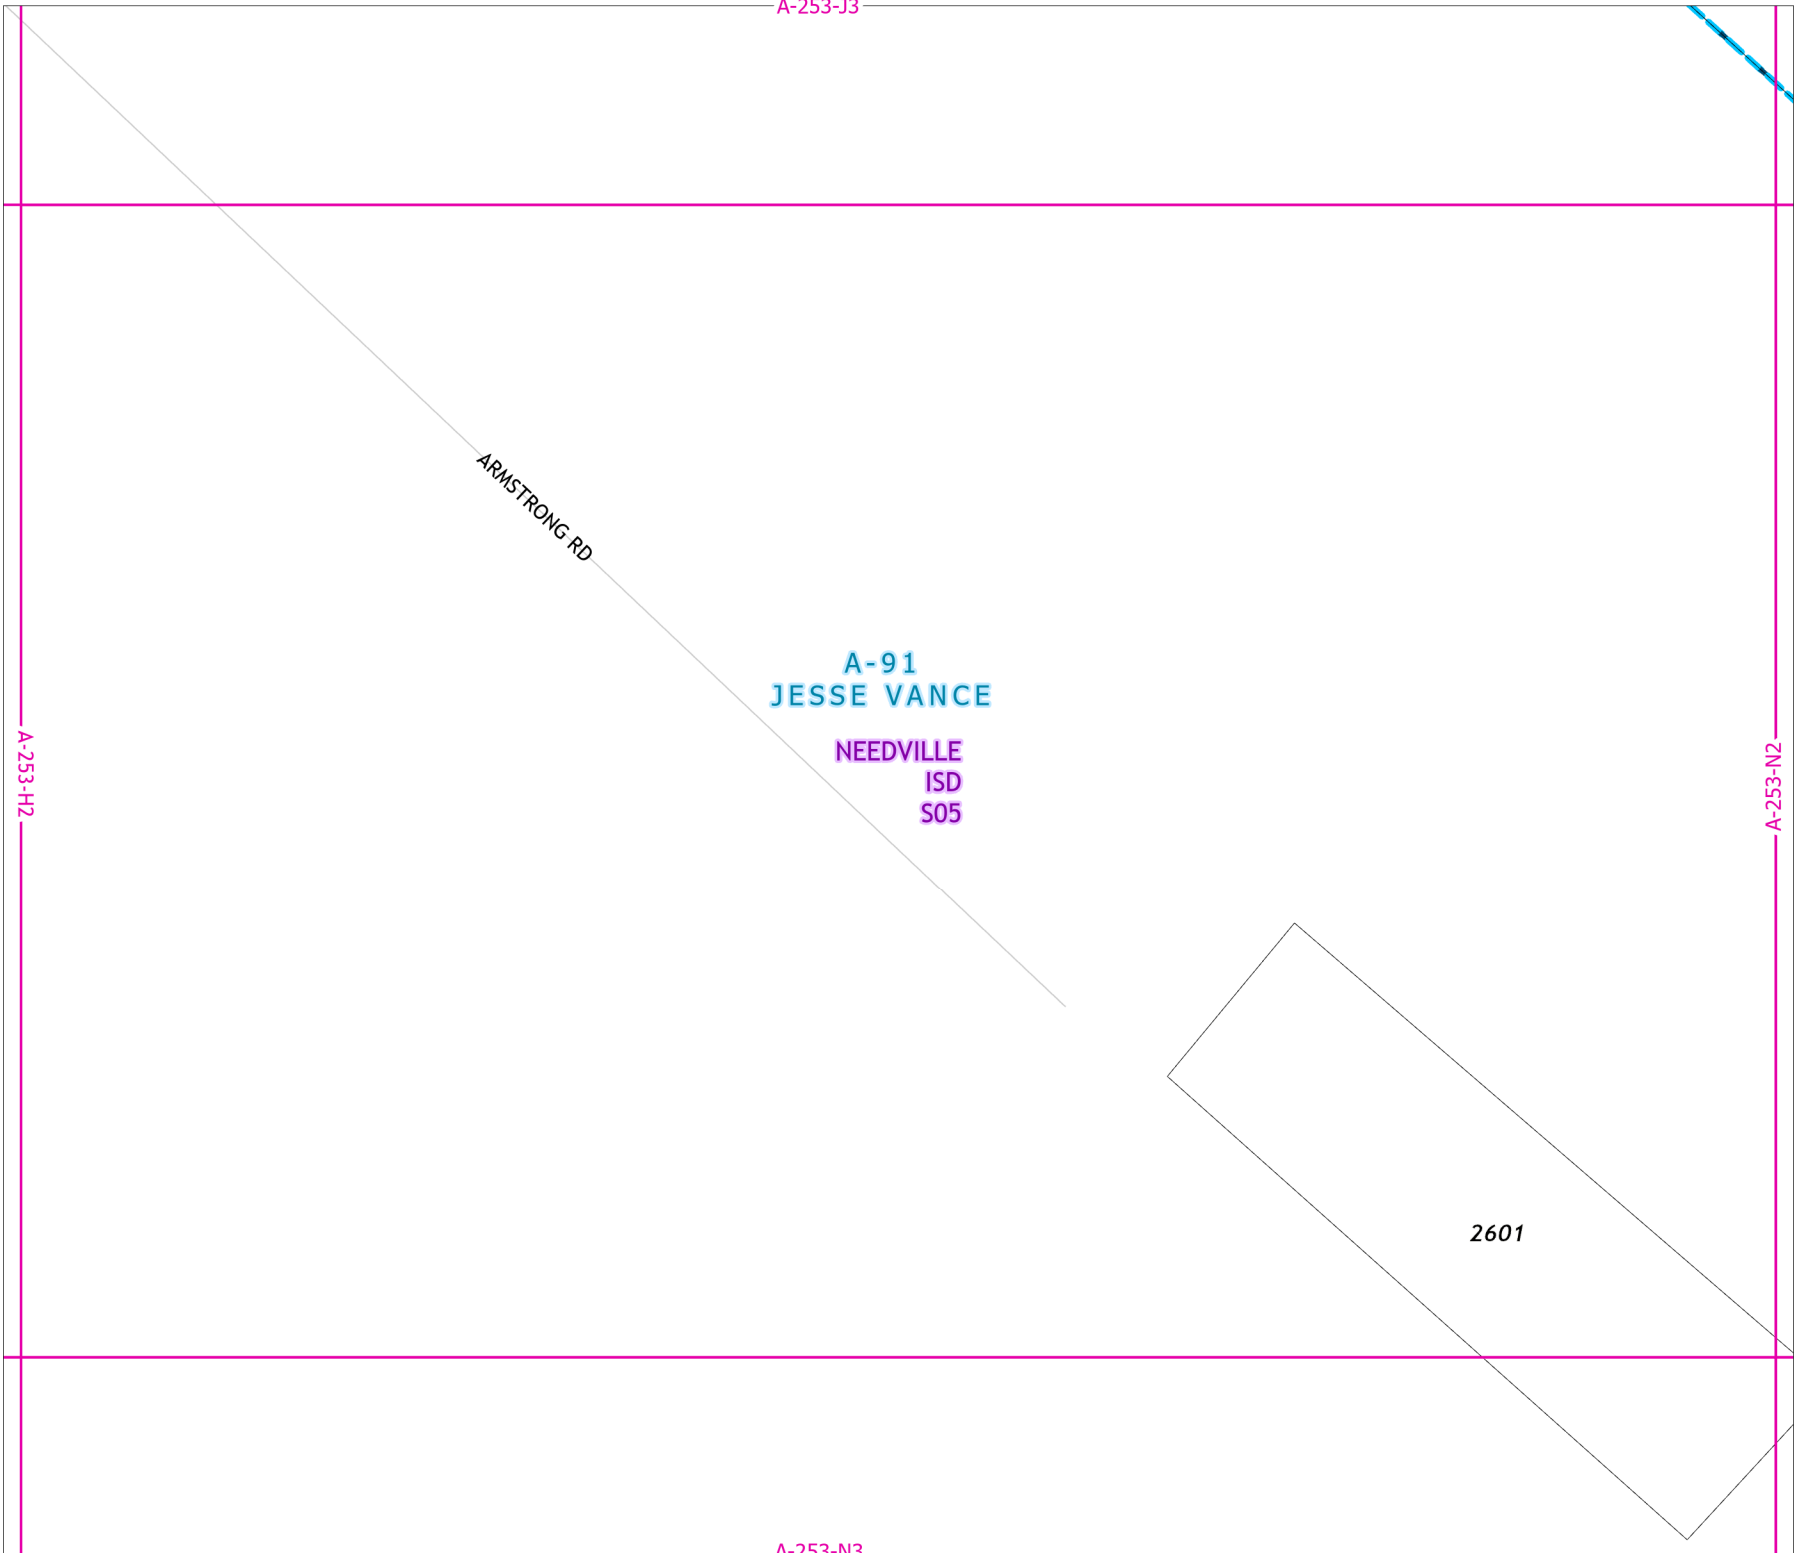 A-253-J3
ARMSTRONG RD
A-91
JESSE VANCE
NEEDVILLE
ISD
S05
A-253-H2
A-253-N2
2601
A-253-N3